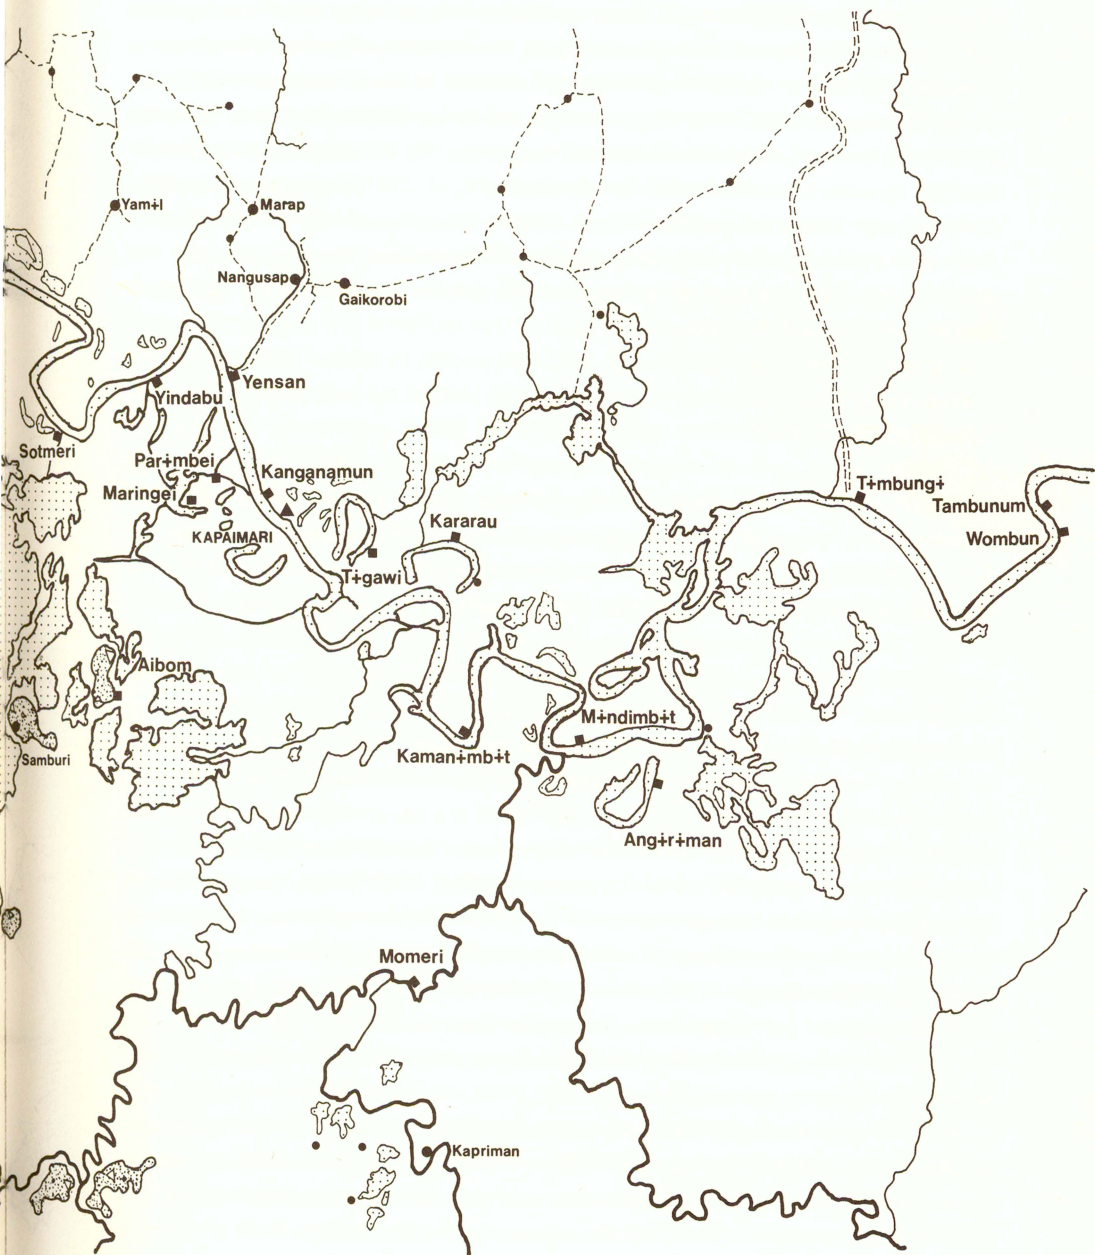 Yam+l
Marap
Nangusap
Gaikorobi
Yensan
Yindabu
Sotmeri
Par+mbei
Kanganamun
Maringei
KAPAIMARI
Kararau
T+gawi
T+mbung+
Tambunum
Wombun
Aibom
M+ndimb+t
Kaman+mb+t
Samburi
Ang+r+man
Momeri
Kapriman